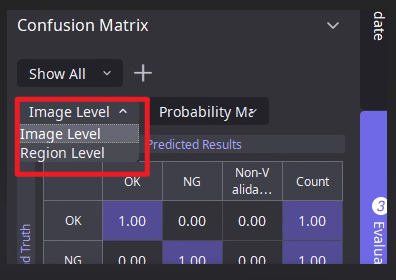 Confusion Matrix
date
Show All
Image Level
Probability Ma
Image Level
Region Level
Predicted Results
OK NG Non-V Count
alida...
OK 1.00 0.00 0.00 1.00
NG 0.00 1.00 0.00 1.00
d Truth
3 Evalua